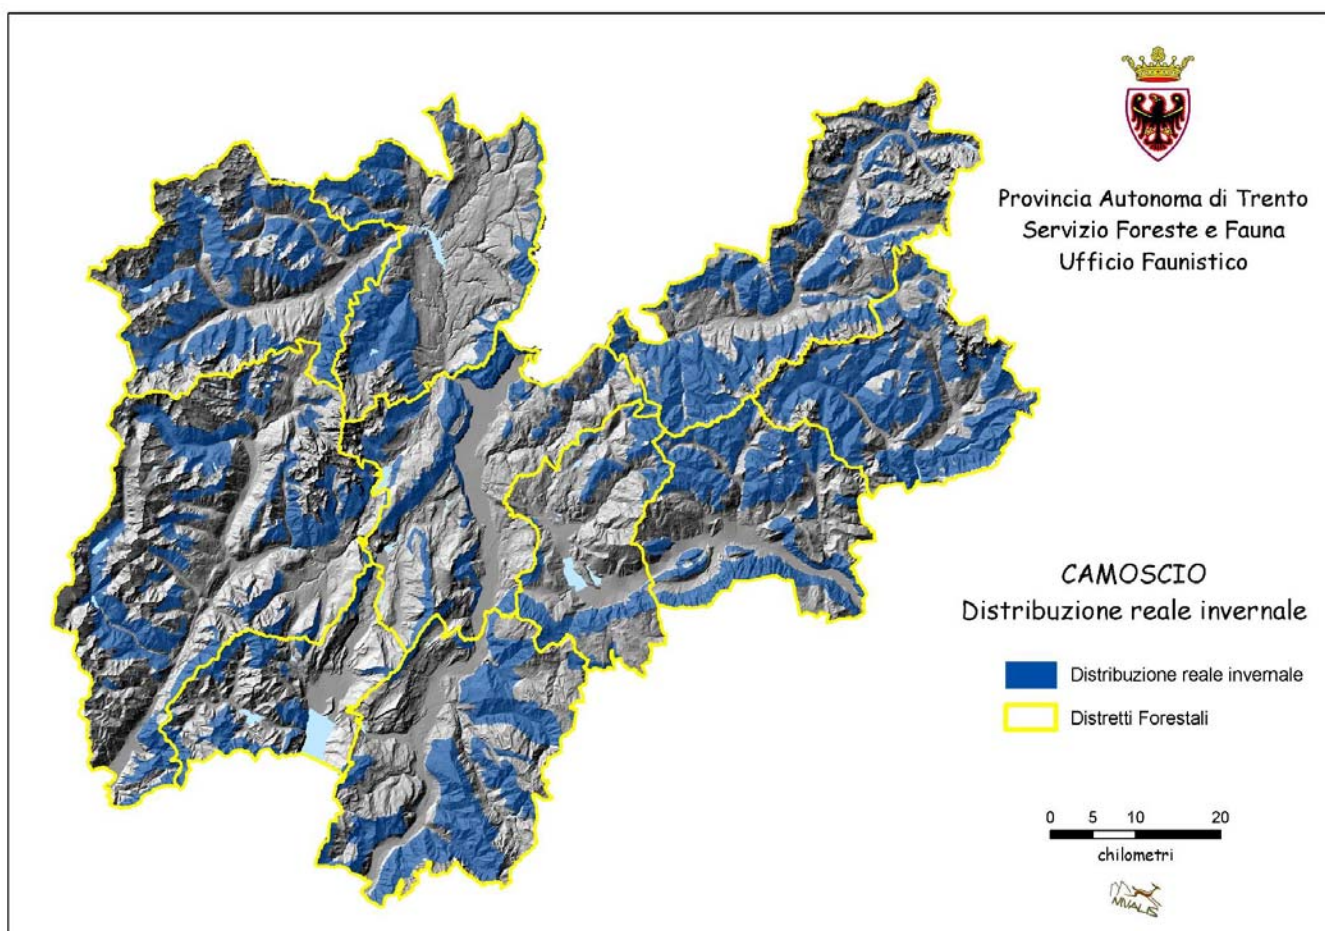 Provincia Autonoma di Trento
Servizio Foreste e Fauna
Ufficio Faunistico
CAMOSCIO
Distribuzione reale invernale
Distribuzione reale invernale
Distretti Forestali
0 5 10 20
chilometri
NIVALIS